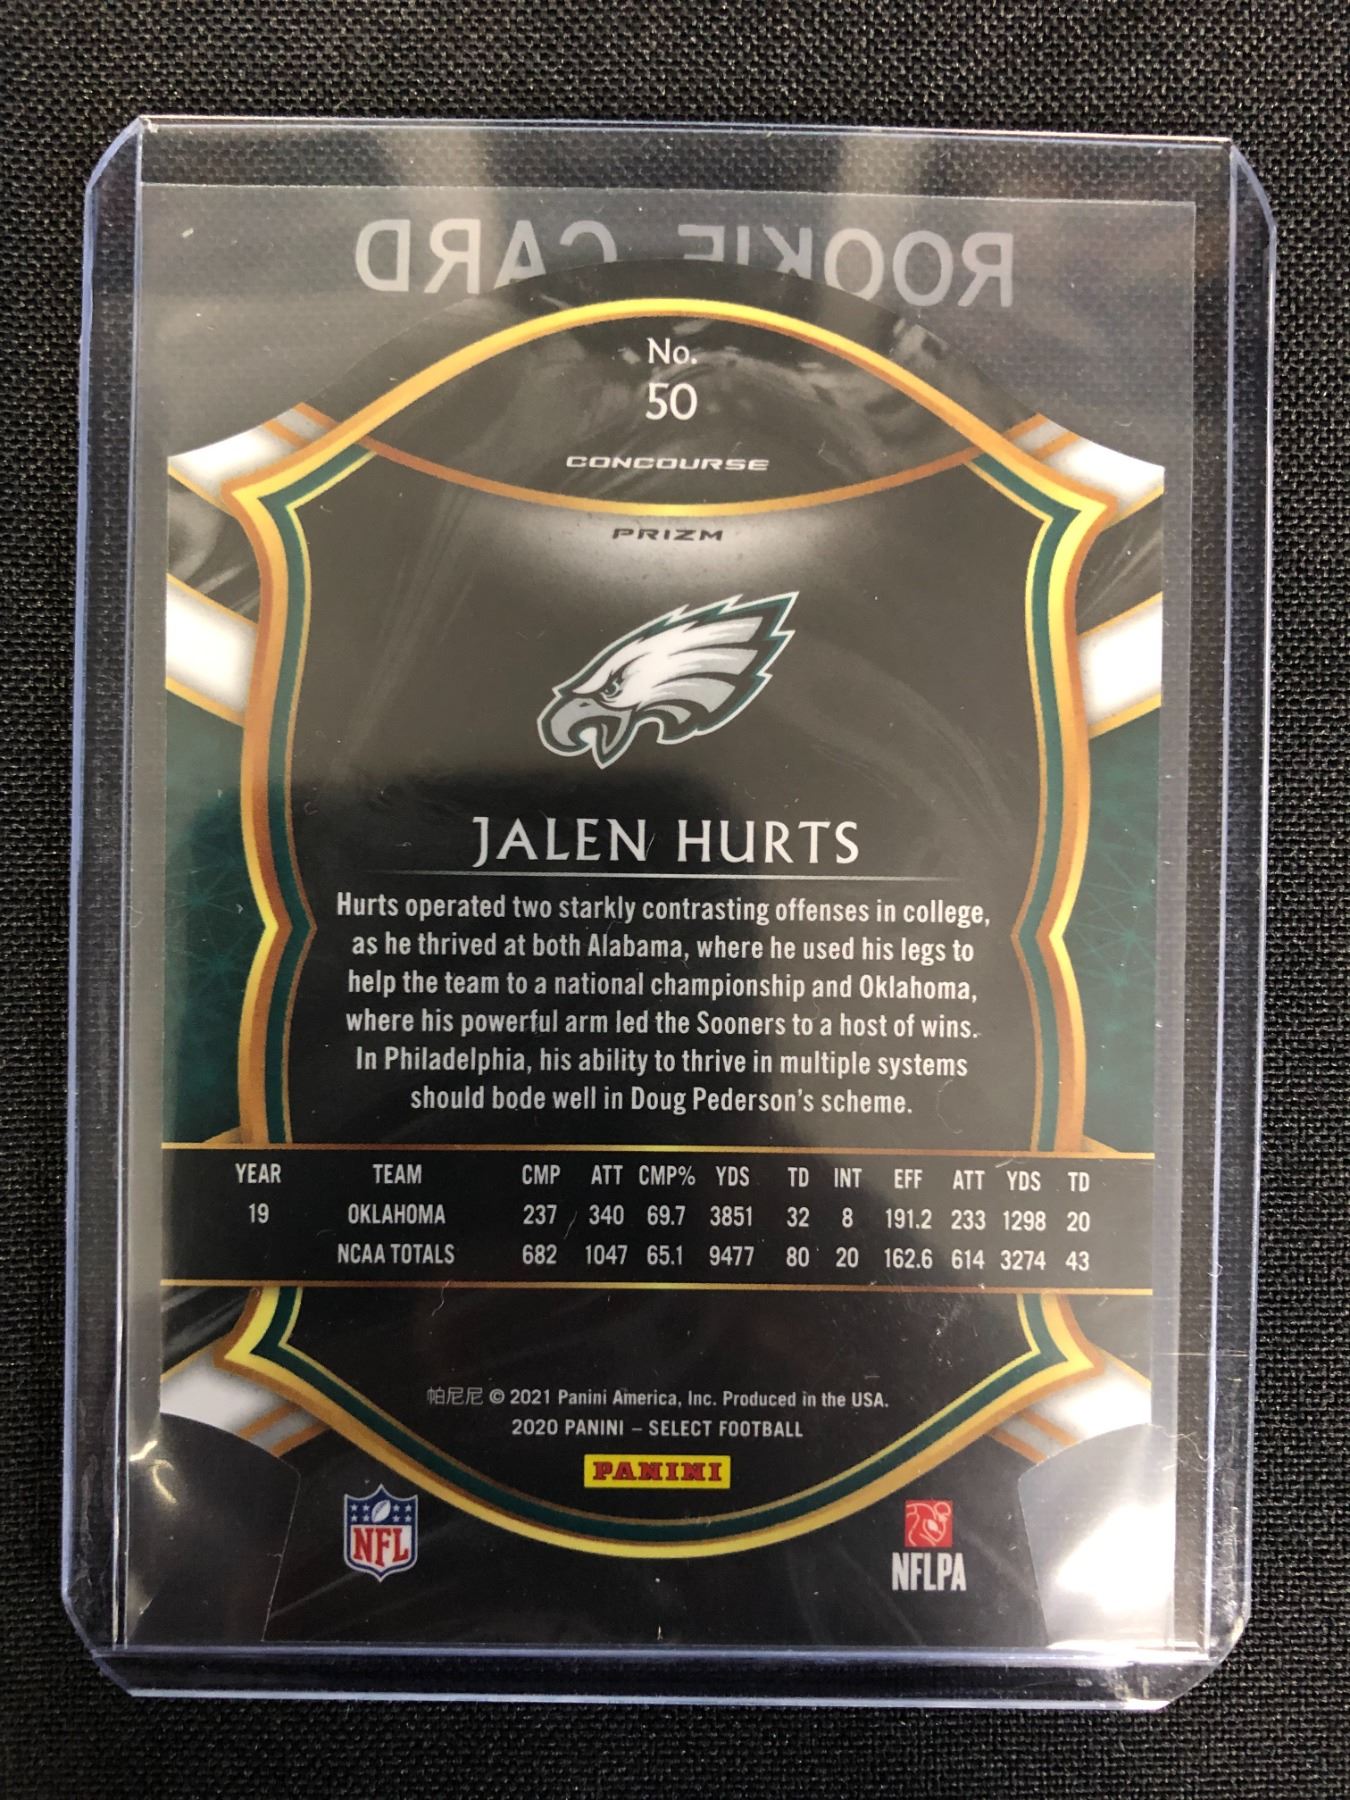 ROOKIE CARD
No.
50
CONCOURSE
PRIZM
JALEN HURTS
Hurts operated two starkly contrasting offenses in college,
as he thrived at both Alabama, where he used his legs to
help the team to a national championship and Oklahoma,
where his powerful arm led the Sooners to a host of wins.
In Philadelphia, his ability to thrive in multiple systems
should bode well in Doug Pederson's scheme.
YEAR TEAM CMP ATT CMP% YDS TD INT EFF ATT YDS TD
19 OKLAHOMA 237 340 69.7 3851 32 8 191.2 233 1298 20
NCAA TOTALS 682 1047 65.1 9477 80 20 162.6 614 3274 43
帕尼尼 © 2021 Panini America, Inc. Produced in the USA.
2020 PANINI – SELECT FOOTBALL
PANINI
NFL
NFLPA